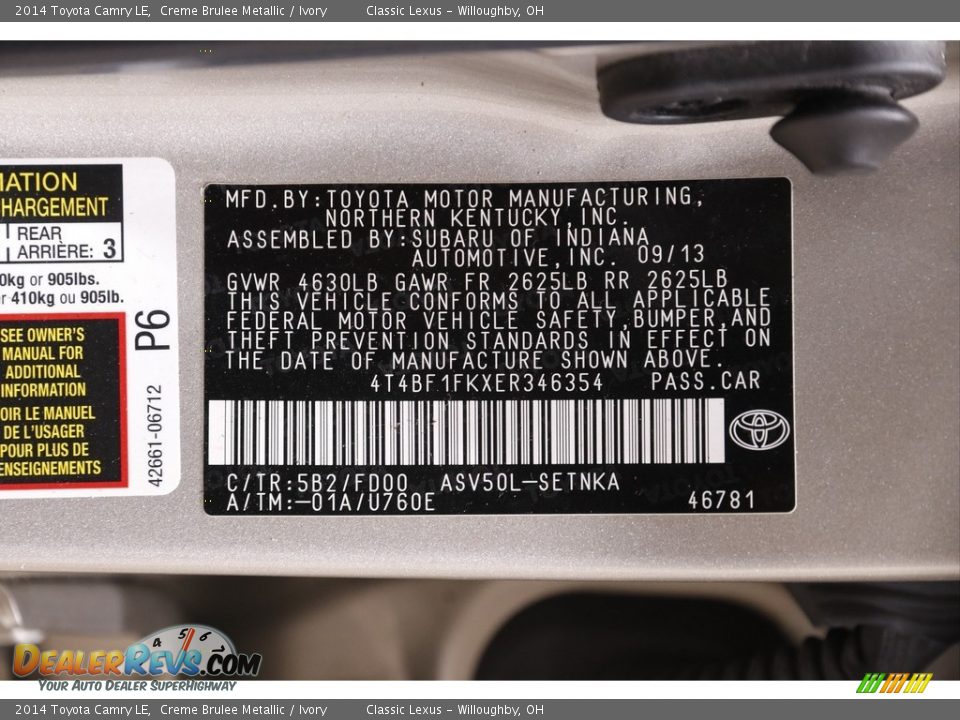 2014 Toyota Camry LE, Creme Brulee Metallic / Ivory Classic Lexus - Willoughby, OH
MATION
HARGEMENT
REAR
ARRIÈRE: 3
0kg or 905lbs.
r 410kg ou 905lb.
SEE OWNER'S
MANUAL FOR
ADDITIONAL
INFORMATION
OIR LE MANUEL
DE L'USAGER
POUR PLUS DE
ENSEIGNEMENTS
P6
42661-06712
MFD.BY:TOYOTA MOTOR MANUFACTURING,
NORTHERN KENTUCKY,INC.
ASSEMBLED BY:SUBARU OF INDIANA
AUTOMOTIVE,INC. 09/13
GVWR 4630LB GAWR FR 2625LB RR 2625LB
THIS VEHICLE CONFORMS TO ALL APPLICABLE
FEDERAL MOTOR VEHICLE SAFETY,BUMPER,AND
THEFT PREVENTION STANDARDS IN EFFECT ON
THE DATE OF MANUFACTURE SHOWN ABOVE.
4T4BF1FKXER346354 PASS.CAR
C/TR:5B2/FD00 ASV50L-SETNKA
A/TM:-01A/U760E 46781
4 5 6
DEALERREVS.COM
YOUR AUTO DEALER SUPERHIGHWAY
2014 Toyota Camry LE, Creme Brulee Metallic / Ivory Classic Lexus - Willoughby, OH